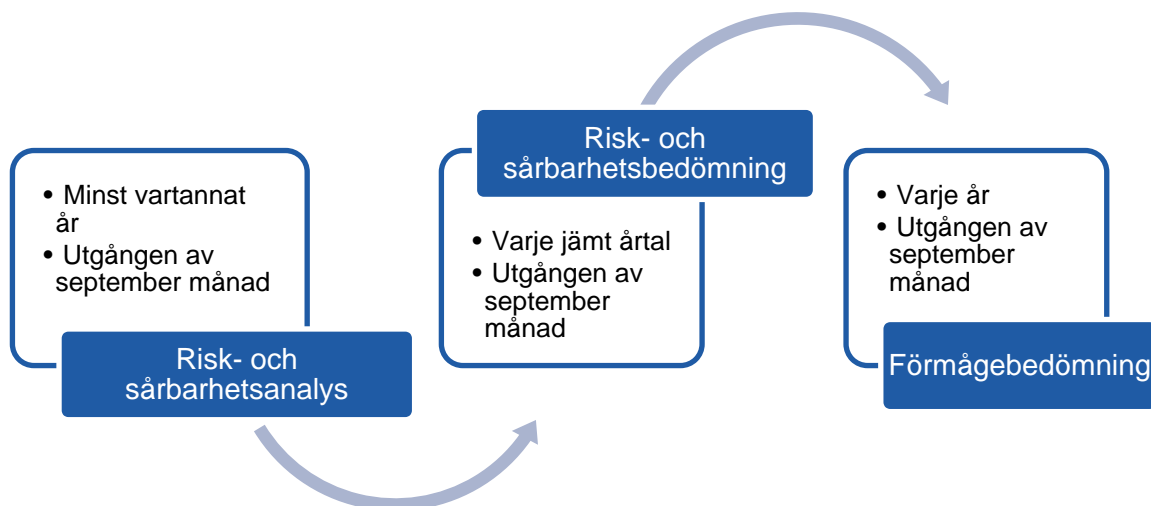 • Minst vartannat
år
• Utgången av
september månad
Risk- och
sårbarhetsanalys
Risk- och
sårbarhetsbedömning
• Varje jämt årtal
• Utgången av
september
månad
• Varje år
• Utgången av
september
månad
Förmågebedömning